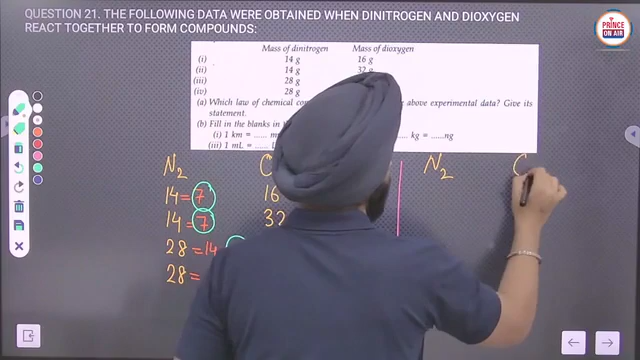 QUESTION 21. THE FOLLOWING DATA WERE OBTAINED WHEN DINITROGEN AND DIOXYGEN
REACT TOGETHER TO FORM COMPOUNDS:
PRINCE
ON AIR
Mass of dinitrogen Mass of dioxygen
(i) 14 g 16 g
(ii) 14 g 32 g
(iii) 28 g
(iv) 28 g
(a) Which law of chemical above experimental data? Give its
statement.
(b) Fill in the blanks in
(i) 1 km = ...... kg = ......ng
(iii) 1 mL = ......
N2 N2
14 = 7 16
14 = 7 32
28 = 14
28 =